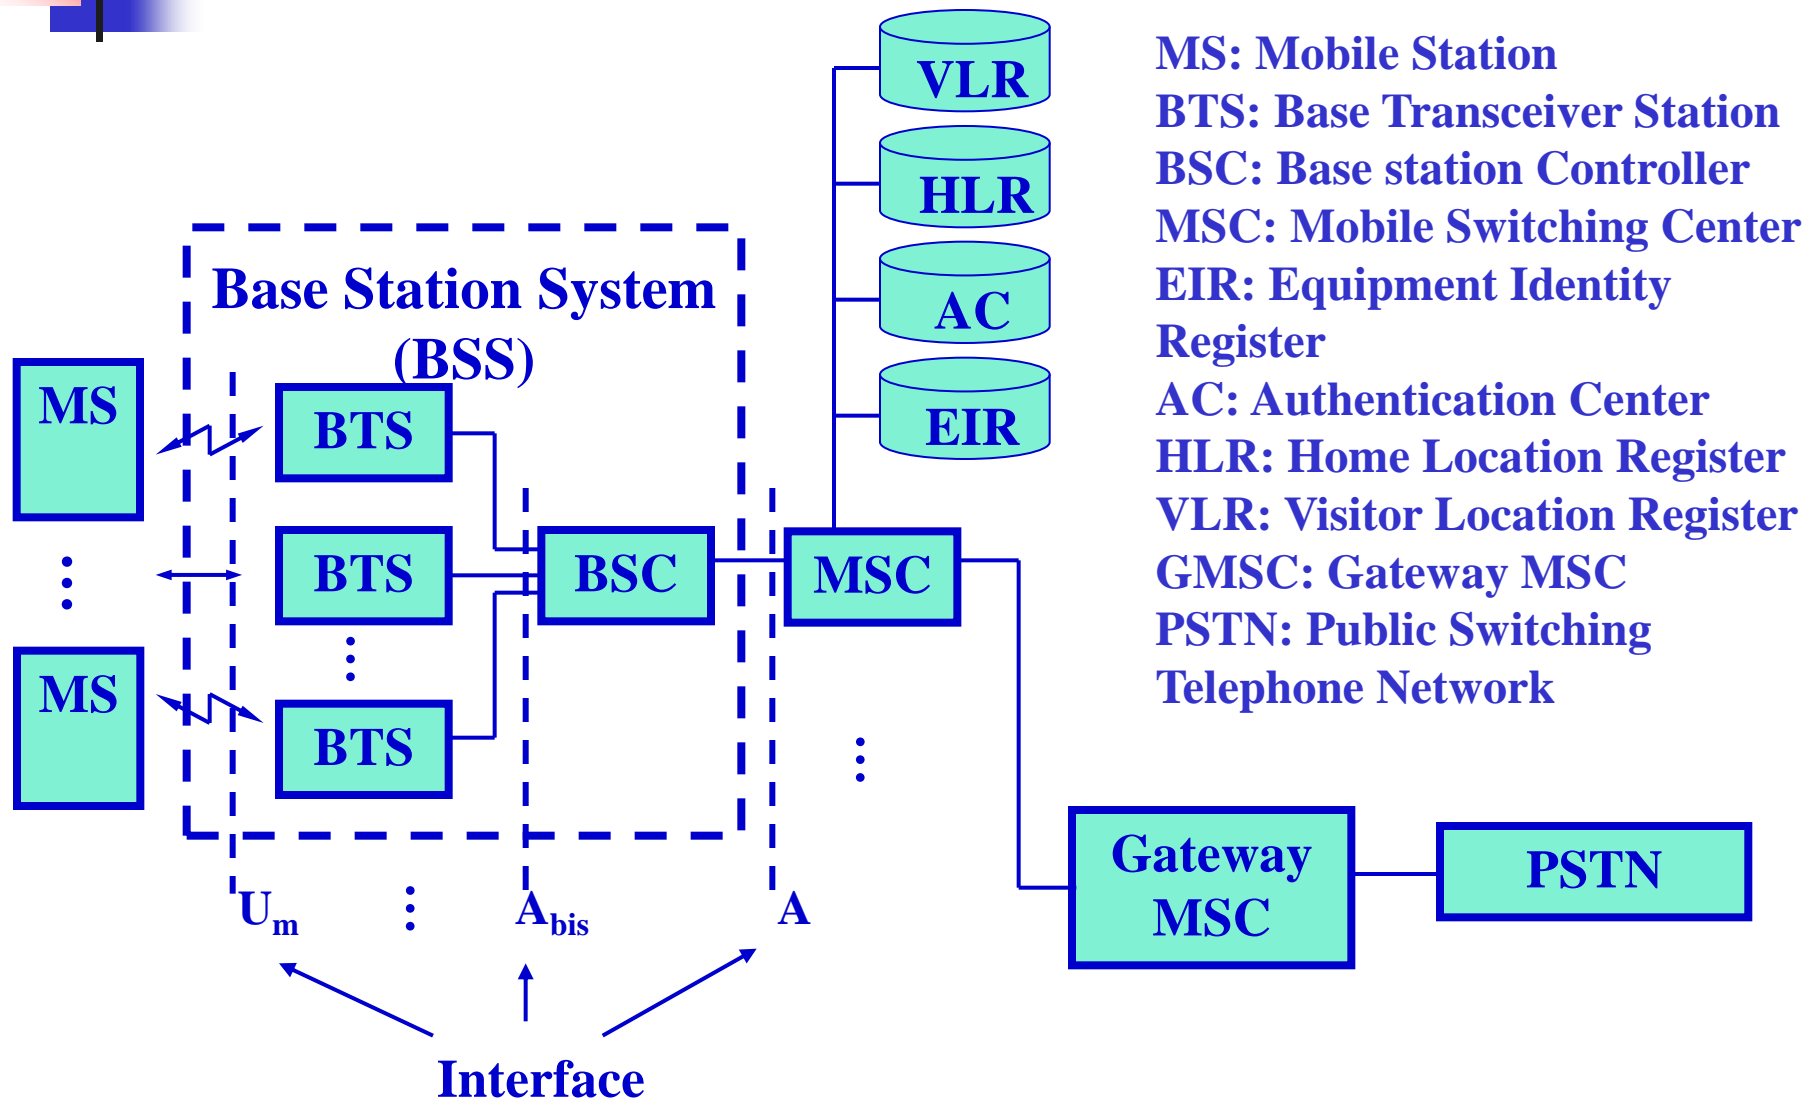 VLR
HLR
AC
EIR
MS: Mobile Station
BTS: Base Transceiver Station
BSC: Base station Controller
MSC: Mobile Switching Center
EIR: Equipment Identity
Register
AC: Authentication Center
HLR: Home Location Register
VLR: Visitor Location Register
GMSC: Gateway MSC
PSTN: Public Switching
Telephone Network
Base Station System
(BSS)
MS
BTS
BTS
BSC
MSC
MS
BTS
Gateway
MSC
PSTN
Um
Abis
A
Interface